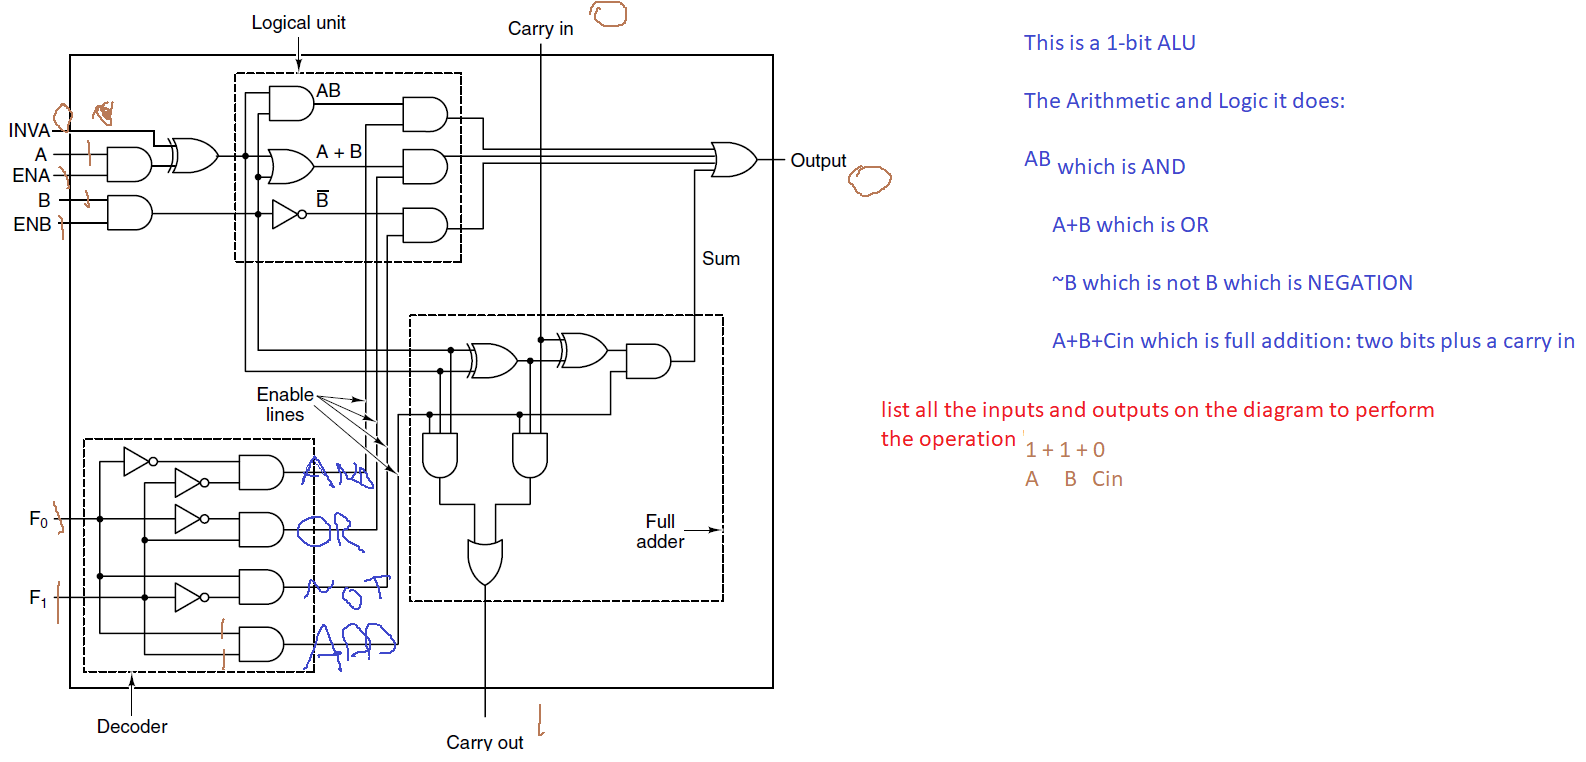 Logical unit
Carry in
0
INVA
0
A
1
ENA
1
B
1
ENB
1
AB
A + B
B̅
Output
0
Sum
Enable
lines
F₀
1
F₁
1
1
1
AND
OR
NOT
ADD
Full
adder
Decoder
Carry out
1
This is a 1-bit ALU
The Arithmetic and Logic it does:
AB which is AND
A+B which is OR
~B which is not B which is NEGATION
A+B+Cin which is full addition: two bits plus a carry in
list all the inputs and outputs on the diagram to perform
the operation
1 + 1 + 0
A B Cin